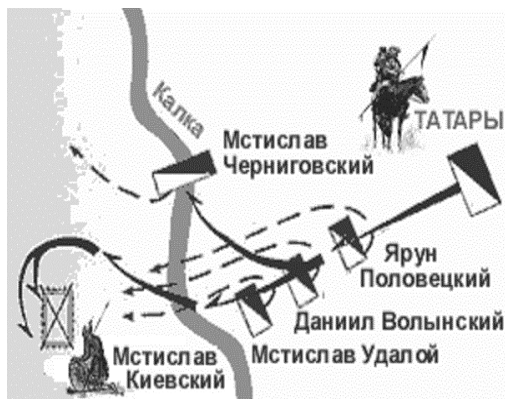 Калка
ТАТАРЫ
Мстислав
Черниговский
Ярун
Половецкий
Даниил Волынский
Мстислав Удалой
Мстислав
Киевский